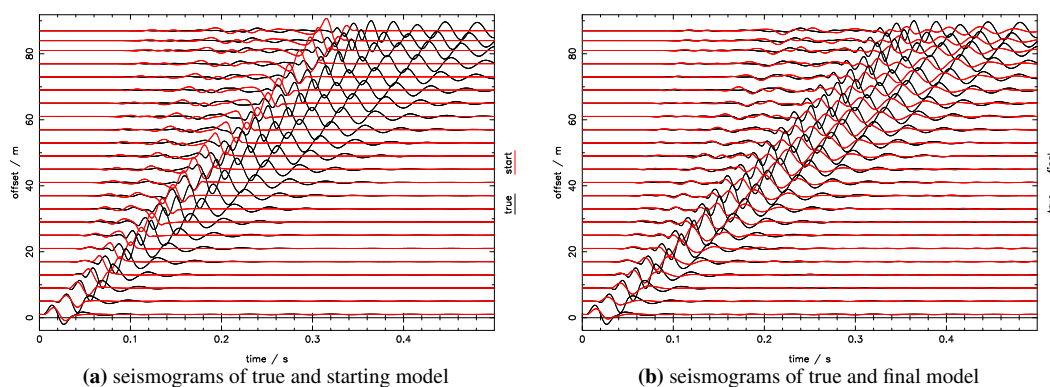 80
60
40
20
0
offset / m
0
0.1
0.2
0.3
0.4
time / s
true
start
(a) seismograms of true and starting model
80
60
40
20
0
offset / m
0
0.1
0.2
0.3
0.4
time / s
(b) seismograms of true and final model